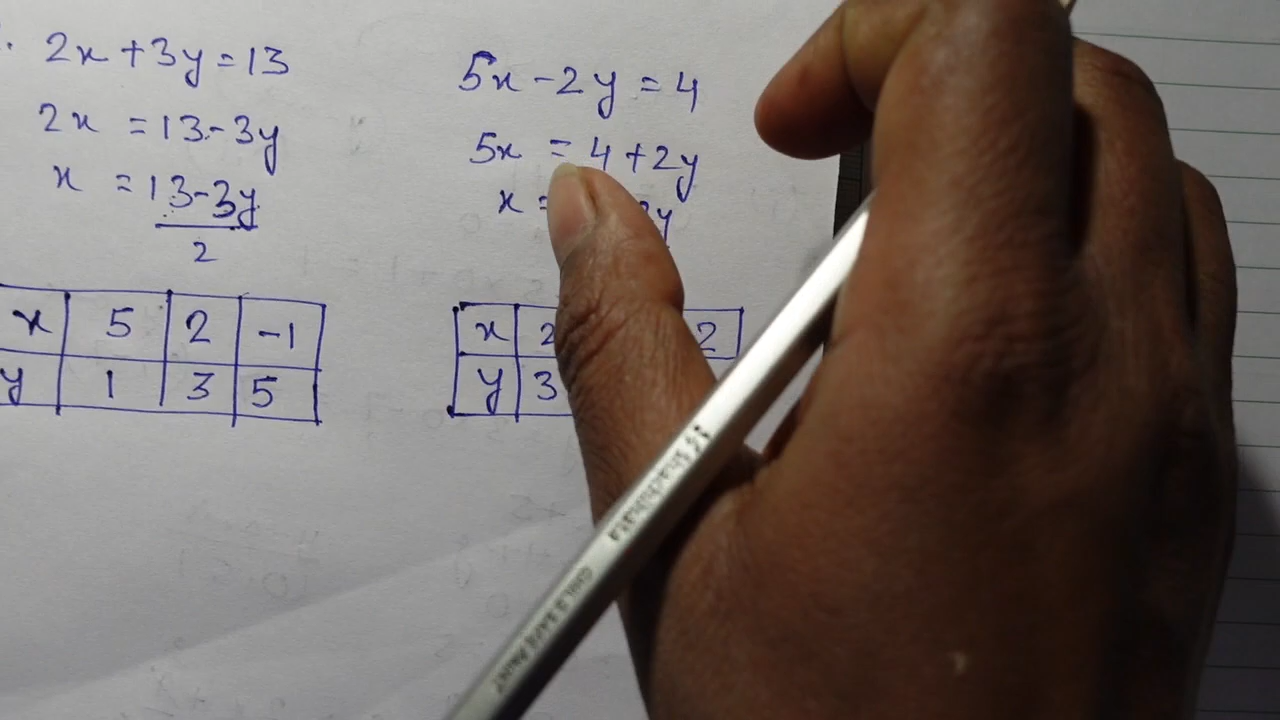 2x + 3y = 13
2x = 13 - 3y
x = 13 - 3y
2
x 5 2 -1
y 1 3 5
5x - 2y = 4
5x = 4 + 2y
x = y
x 2 2
y 3